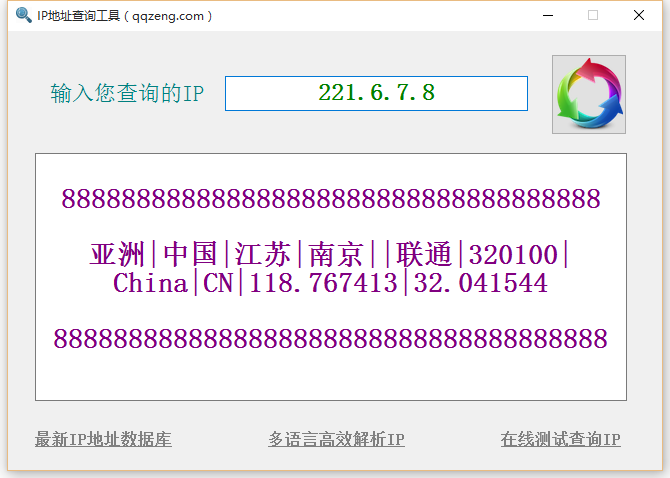 IP地址查询工具（qqzeng.com）
输入您查询的IP 221.6.7.8
888888888888888888888888888888888888
亚洲|中国|江苏|南京||联通|320100|
China|CN|118.767413|32.041544
8888888888888888888888888888888888888
最新IP地址数据库 多语言高效解析IP 在线测试查询IP